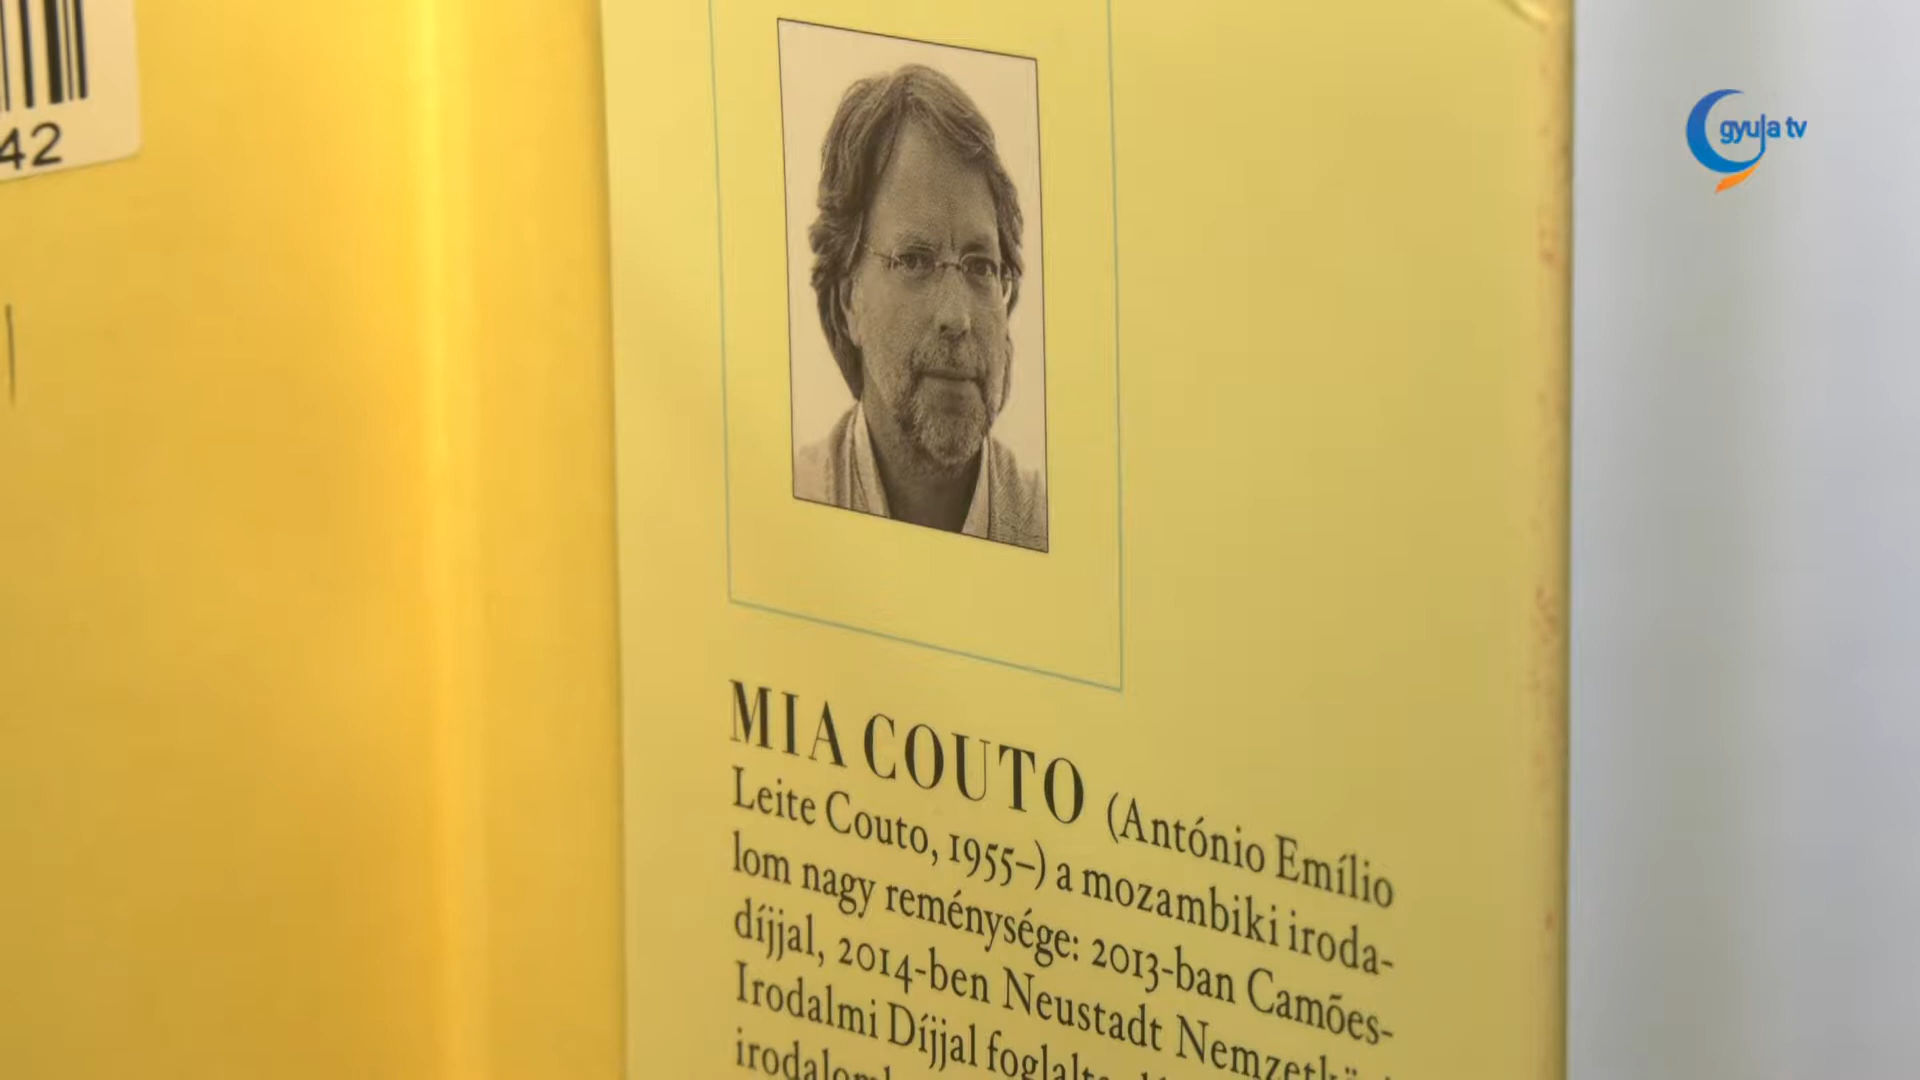 42
gyula tv
MIA COUTO (António Emílio
Leite Couto, 1955–) a mozambiki iroda-
lom nagy reménysége: 2013-ban Camões-
díjjal, 2014-ben Neustadt
Irodalmi Díjjal